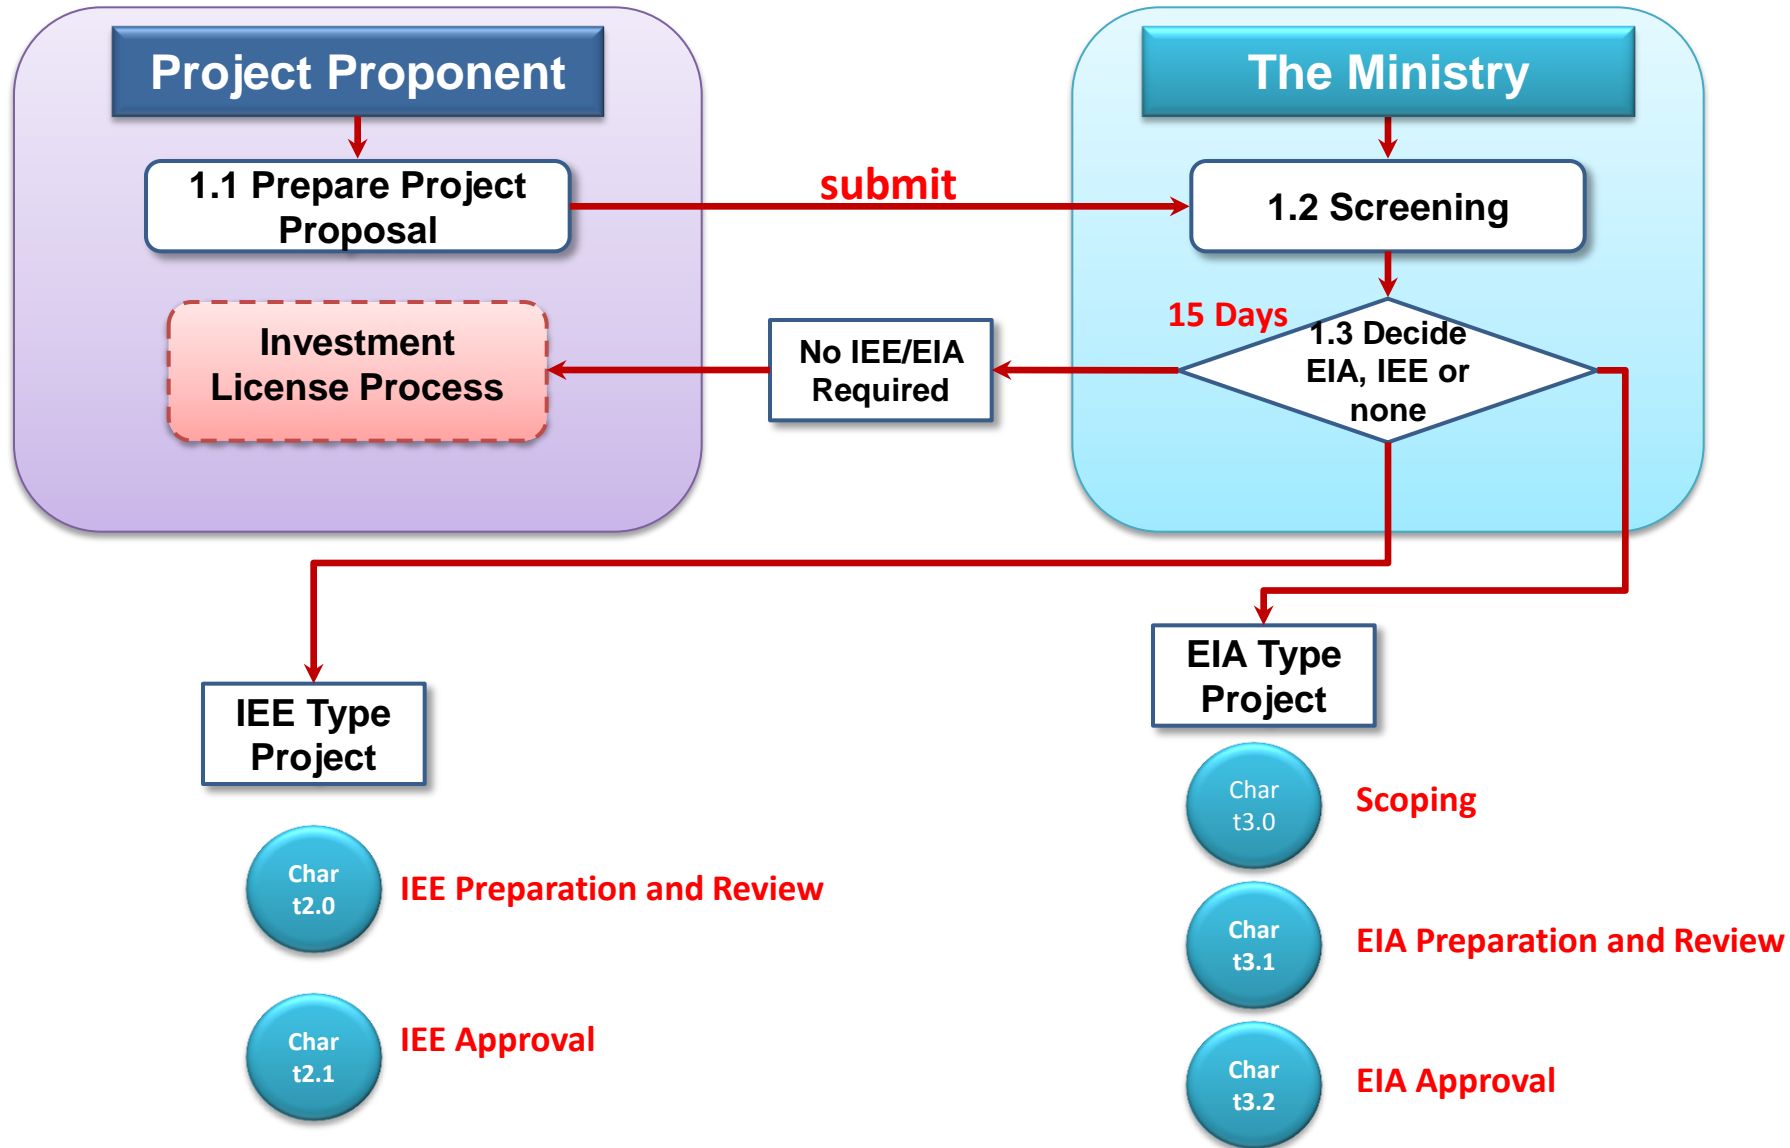 Project Proponent
The Ministry
1.1 Prepare Project
Proposal
submit
1.2 Screening
Investment
License Process
No IEE/EIA
Required
15 Days
1.3 Decide
EIA, IEE or
none
IEE Type
Project
EIA Type
Project
Char
t2.0
IEE Preparation and Review
Char
t2.1
IEE Approval
Char
t3.0
Scoping
Char
t3.1
EIA Preparation and Review
Char
t3.2
EIA Approval